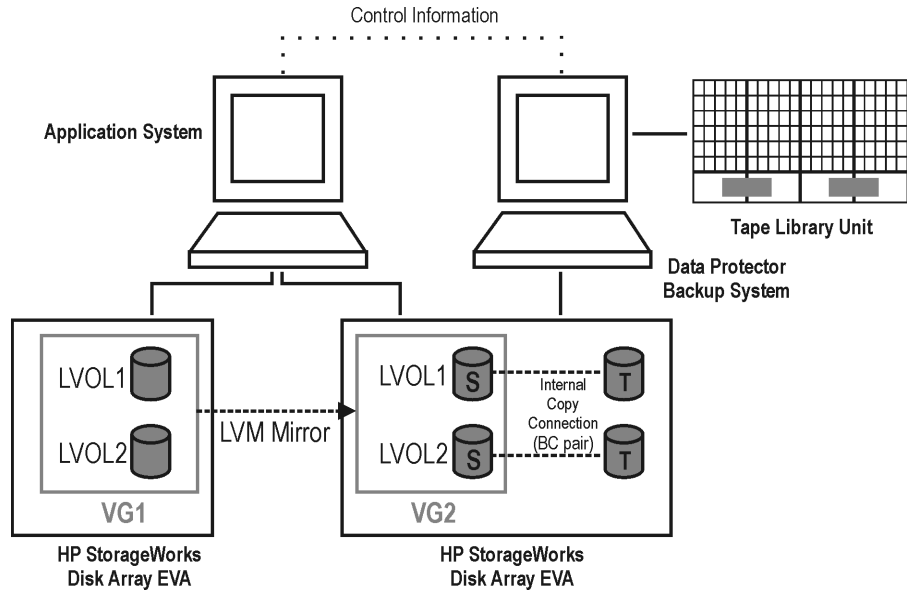 Control Information
Application System
Tape Library Unit
Data Protector
Backup System
LVOL1
LVOL2
VG1
LVM Mirror
LVOL1
S
T
Internal
Copy
Connection
(BC pair)
LVOL2
S
T
VG2
HP StorageWorks
Disk Array EVA
HP StorageWorks
Disk Array EVA